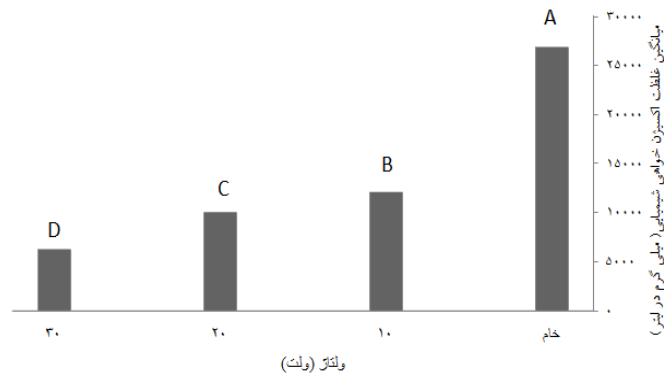 میانگین غلظت اکسیژن خواهی شیمیایی( میلی گرم در لیتر)
۳۰۰۰۰
۲۵۰۰۰
۲۰۰۰۰
۱۵۰۰۰
۱۰۰۰۰
۵۰۰۰
۰
A
B
C
D
خام
۱۰
۲۰
۳۰
ولتاژ (ولت)